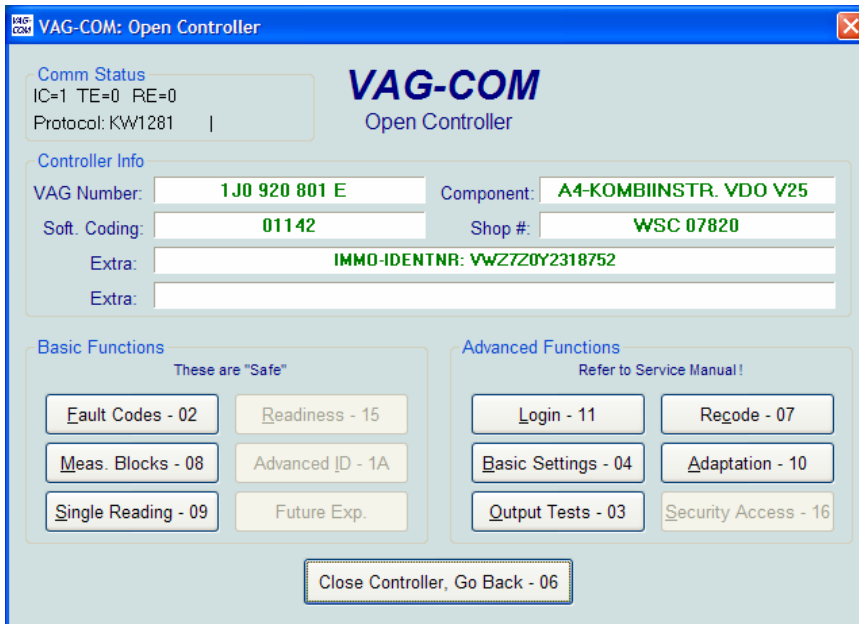 VAG-COM VAG-COM: Open Controller
Comm Status
IC=1 TE=0 RE=0
Protocol: KW1281 |
VAG-COM
Open Controller
Controller Info
VAG Number: 1J0 920 801 E Component: A4-KOMBIINSTR. VDO V25
Soft. Coding: 01142 Shop #: WSC 07820
Extra: IMMO-IDENTNR: VWZ7Z0Y2318752
Extra:
Basic Functions
These are "Safe"
Fault Codes - 02 Readiness - 15
Meas. Blocks - 08 Advanced ID - 1A
Single Reading - 09 Future Exp.
Advanced Functions
Refer to Service Manual!
Login - 11 Recode - 07
Basic Settings - 04 Adaptation - 10
Output Tests - 03 Security Access - 16
Close Controller, Go Back - 06